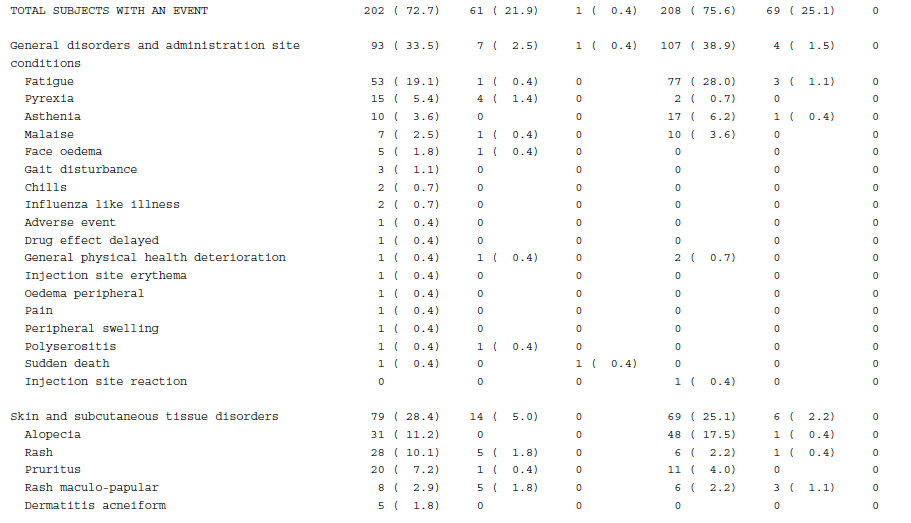 TOTAL SUBJECTS WITH AN EVENT 202 ( 72.7) 61 ( 21.9) 1 ( 0.4) 208 ( 75.6) 69 ( 25.1) 0
General disorders and administration site 93 ( 33.5) 7 ( 2.5) 1 ( 0.4) 107 ( 38.9) 4 ( 1.5) 0
conditions
Fatigue 53 ( 19.1) 1 ( 0.4) 0 77 ( 28.0) 3 ( 1.1) 0
Pyrexia 15 ( 5.4) 4 ( 1.4) 0 2 ( 0.7) 0 0
Asthenia 10 ( 3.6) 0 0 17 ( 6.2) 1 ( 0.4) 0
Malaise 7 ( 2.5) 1 ( 0.4) 0 10 ( 3.6) 0 0
Face oedema 5 ( 1.8) 1 ( 0.4) 0 0 0 0
Gait disturbance 3 ( 1.1) 0 0 0 0 0
Chills 2 ( 0.7) 0 0 0 0 0
Influenza like illness 2 ( 0.7) 0 0 0 0 0
Adverse event 1 ( 0.4) 0 0 0 0 0
Drug effect delayed 1 ( 0.4) 0 0 0 0 0
General physical health deterioration 1 ( 0.4) 1 ( 0.4) 0 2 ( 0.7) 0 0
Injection site erythema 1 ( 0.4) 0 0 0 0 0
Oedema peripheral 1 ( 0.4) 0 0 0 0 0
Pain 1 ( 0.4) 0 0 0 0 0
Peripheral swelling 1 ( 0.4) 0 0 0 0 0
Polyserositis 1 ( 0.4) 1 ( 0.4) 0 0 0 0
Sudden death 1 ( 0.4) 0 1 ( 0.4) 0 0 0
Injection site reaction 0 0 0 1 ( 0.4) 0 0
Skin and subcutaneous tissue disorders 79 ( 28.4) 14 ( 5.0) 0 69 ( 25.1) 6 ( 2.2) 0
Alopecia 31 ( 11.2) 0 0 48 ( 17.5) 1 ( 0.4) 0
Rash 28 ( 10.1) 5 ( 1.8) 0 6 ( 2.2) 1 ( 0.4) 0
Pruritus 20 ( 7.2) 1 ( 0.4) 0 11 ( 4.0) 0 0
Rash maculo-papular 8 ( 2.9) 5 ( 1.8) 0 6 ( 2.2) 3 ( 1.1) 0
Dermatitis acneiform 5 ( 1.8) 0 0 0 0 0